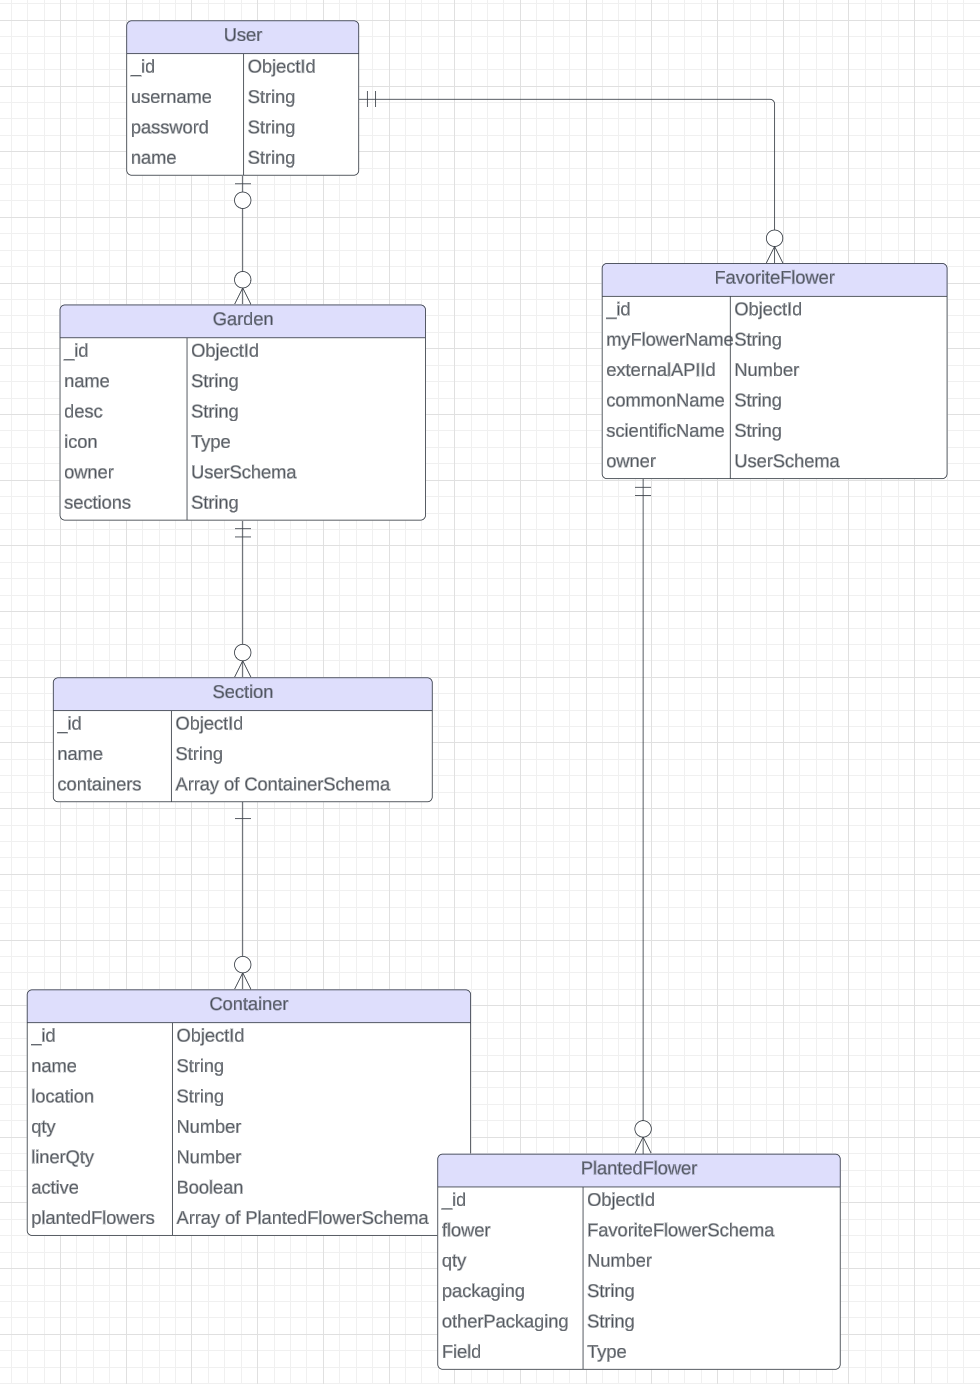 User
_id ObjectId
username String
password String
name String
Garden
_id ObjectId
name String
desc String
icon Type
owner UserSchema
sections String
FavoriteFlower
_id ObjectId
myFlowerName String
externalAPIId Number
commonName String
scientificName String
owner UserSchema
Section
_id ObjectId
name String
containers Array of ContainerSchema
Container
_id ObjectId
name String
location String
qty Number
linerQty Number
active Boolean
plantedFlowers Array of PlantedFlowerSchema
PlantedFlower
_id ObjectId
flower FavoriteFlowerSchema
qty Number
packaging String
otherPackaging String
Field Type